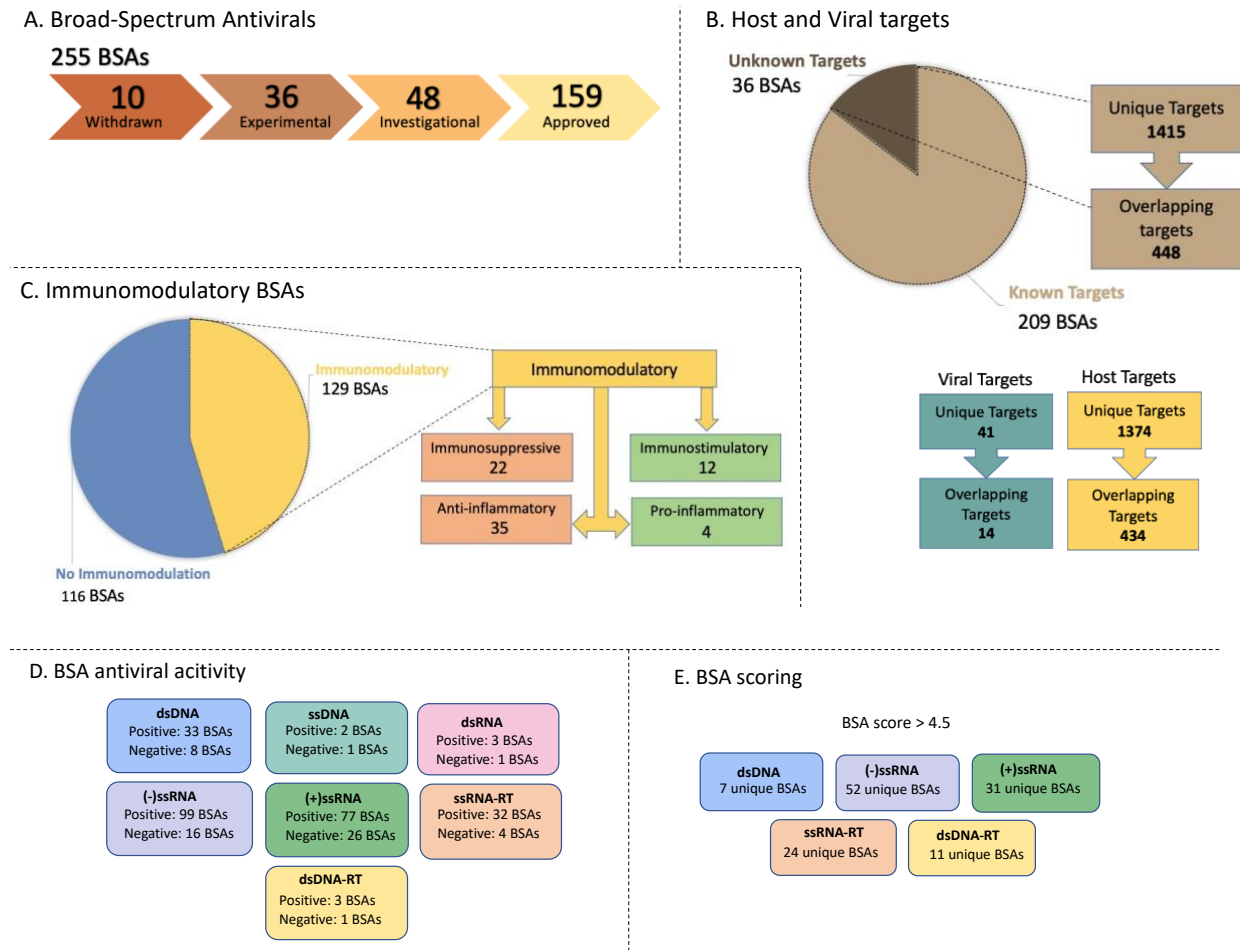 A. Broad-Spectrum Antivirals
255 BSAs
10
Withdrawn
36
Experimental
48
Investigational
159
Approved
B. Host and Viral targets
Unknown Targets
36 BSAs
Known Targets
209 BSAs
Unique Targets
1415
Overlapping
targets
448
Viral Targets
Unique Targets
41
Overlapping
Targets
14
Host Targets
Unique Targets
1374
Overlapping
Targets
434
C. Immunomodulatory BSAs
Immunomodulatory
129 BSAs
No Immunomodulation
116 BSAs
Immunomodulatory
Immunosuppressive
22
Immunostimulatory
12
Anti-inflammatory
35
Pro-inflammatory
4
D. BSA antiviral acitivity
dsDNA
Positive: 33 BSAs
Negative: 8 BSAs
ssDNA
Positive: 2 BSAs
Negative: 1 BSAs
dsRNA
Positive: 3 BSAs
Negative: 1 BSAs
(-)ssRNA
Positive: 99 BSAs
Negative: 16 BSAs
(+)ssRNA
Positive: 77 BSAs
Negative: 26 BSAs
ssRNA-RT
Positive: 32 BSAs
Negative: 4 BSAs
dsDNA-RT
Positive: 3 BSAs
Negative: 1 BSAs
E. BSA scoring
BSA score > 4.5
dsDNA
7 unique BSAs
(-)ssRNA
52 unique BSAs
(+)ssRNA
31 unique BSAs
ssRNA-RT
24 unique BSAs
dsDNA-RT
11 unique BSAs